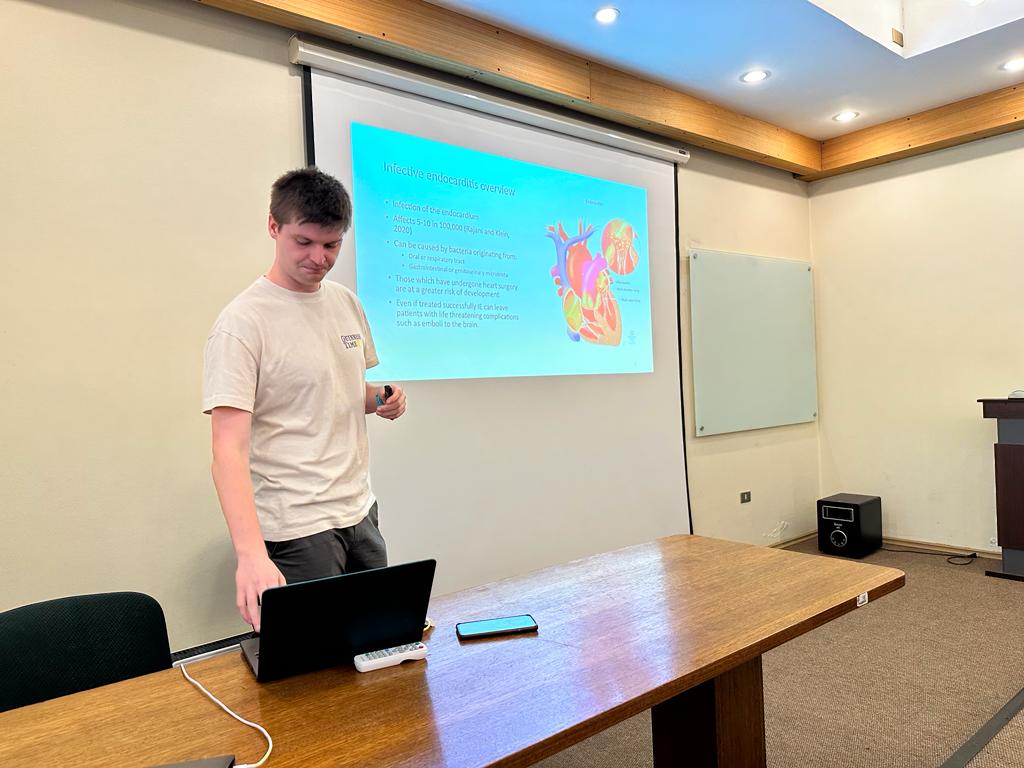 Infective endocarditis overview
• Infection of the endocardium
• Affects 5-10 in 100,000 (Rajani and Klein,
2020)
• Can be caused by bacteria originating from:
• Oral or respiratory tract
• Gastrointestinal or genitourinary microbiota
• Those which have undergone heart surgery
are at a greater risk of development.
• Even if treated successfully IE can leave
patients with life threatening complications
such as emboli to the brain.